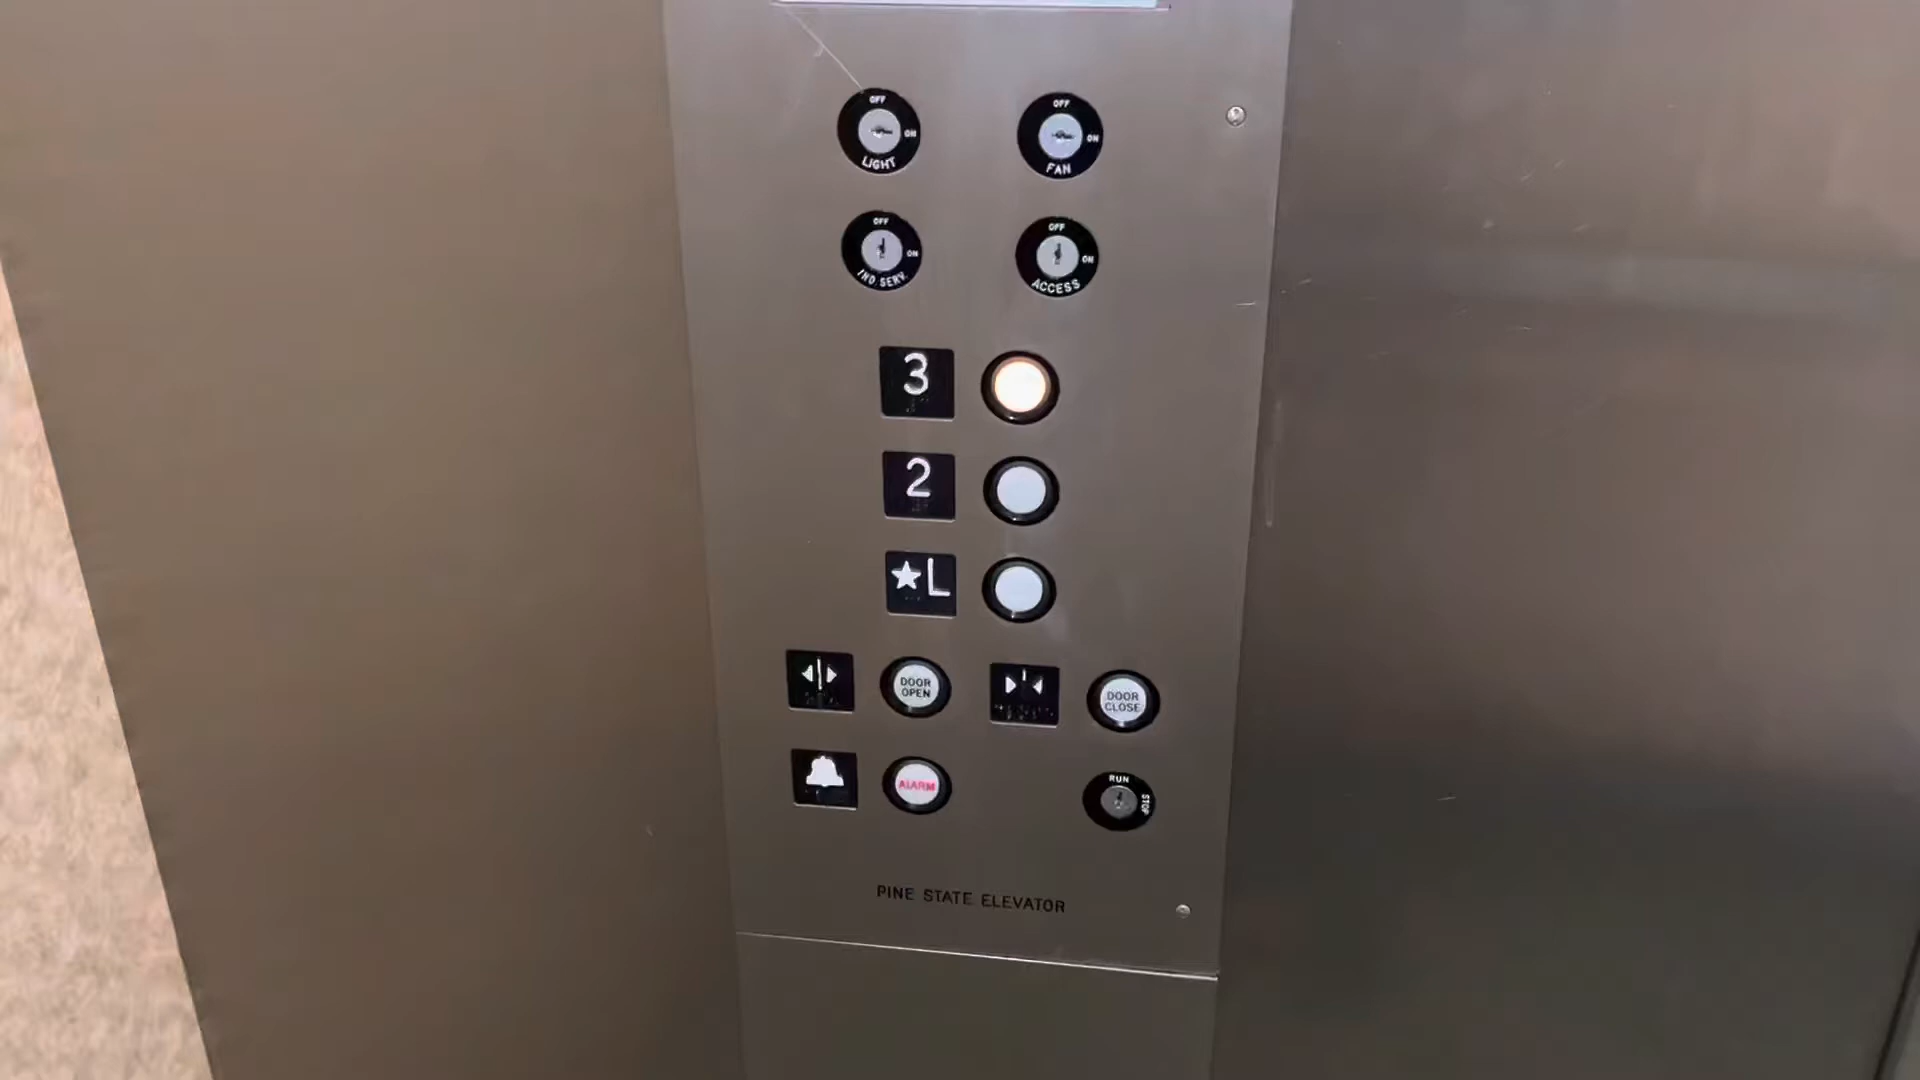 OFF
ON
LIGHT
OFF
ON
FAN
OFF
ON
IND. SERV.
OFF
ON
ACCESS
3
2
★L
DOOR
OPEN
DOOR
CLOSE
ALARM
RUN
STOP
PINE STATE ELEVATOR